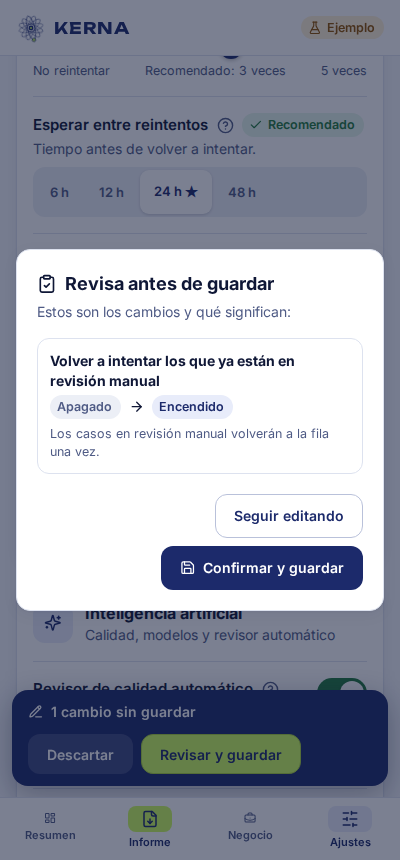 KERNA
Ejemplo
No reintentar
Recomendado: 3 veces
5 veces
Esperar entre reintentos
Recomendado
Tiempo antes de volver a intentar.
6 h
12 h
24 h ★
48 h
Revisa antes de guardar
Estos son los cambios y qué significan:
Volver a intentar los que ya están en
revisión manual
Apagado → Encendido
Los casos en revisión manual volverán a la fila
una vez.
Seguir editando
Confirmar y guardar
Inteligencia artificial
Calidad, modelos y revisor automático
Revisor de calidad automático
1 cambio sin guardar
Descartar
Revisar y guardar
Resumen
Informe
Negocio
Ajustes